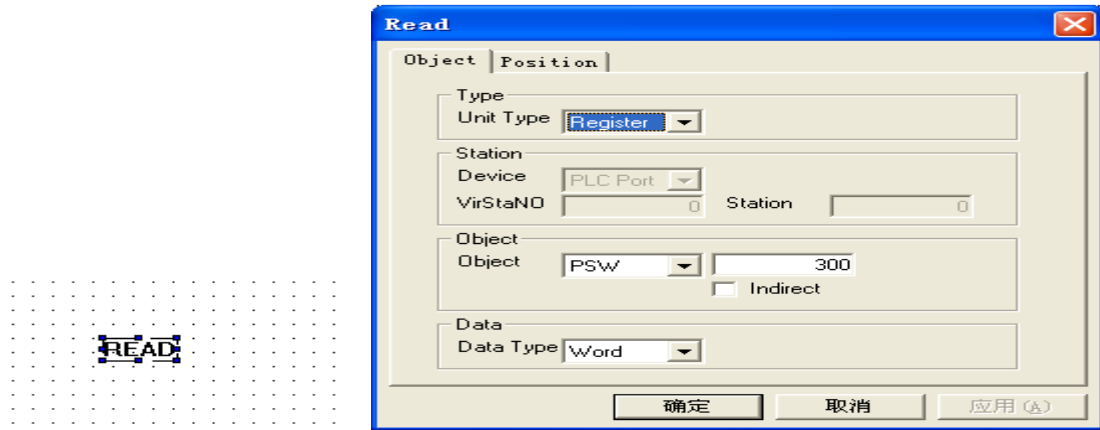 Read
Object Position
Type
Unit Type Register
Station
Device PLC Port
VirStaNO 0 Station 0
Object
Object PSW 300
Indirect
READ
Data
Data Type Word
确定 取消 应用(A)